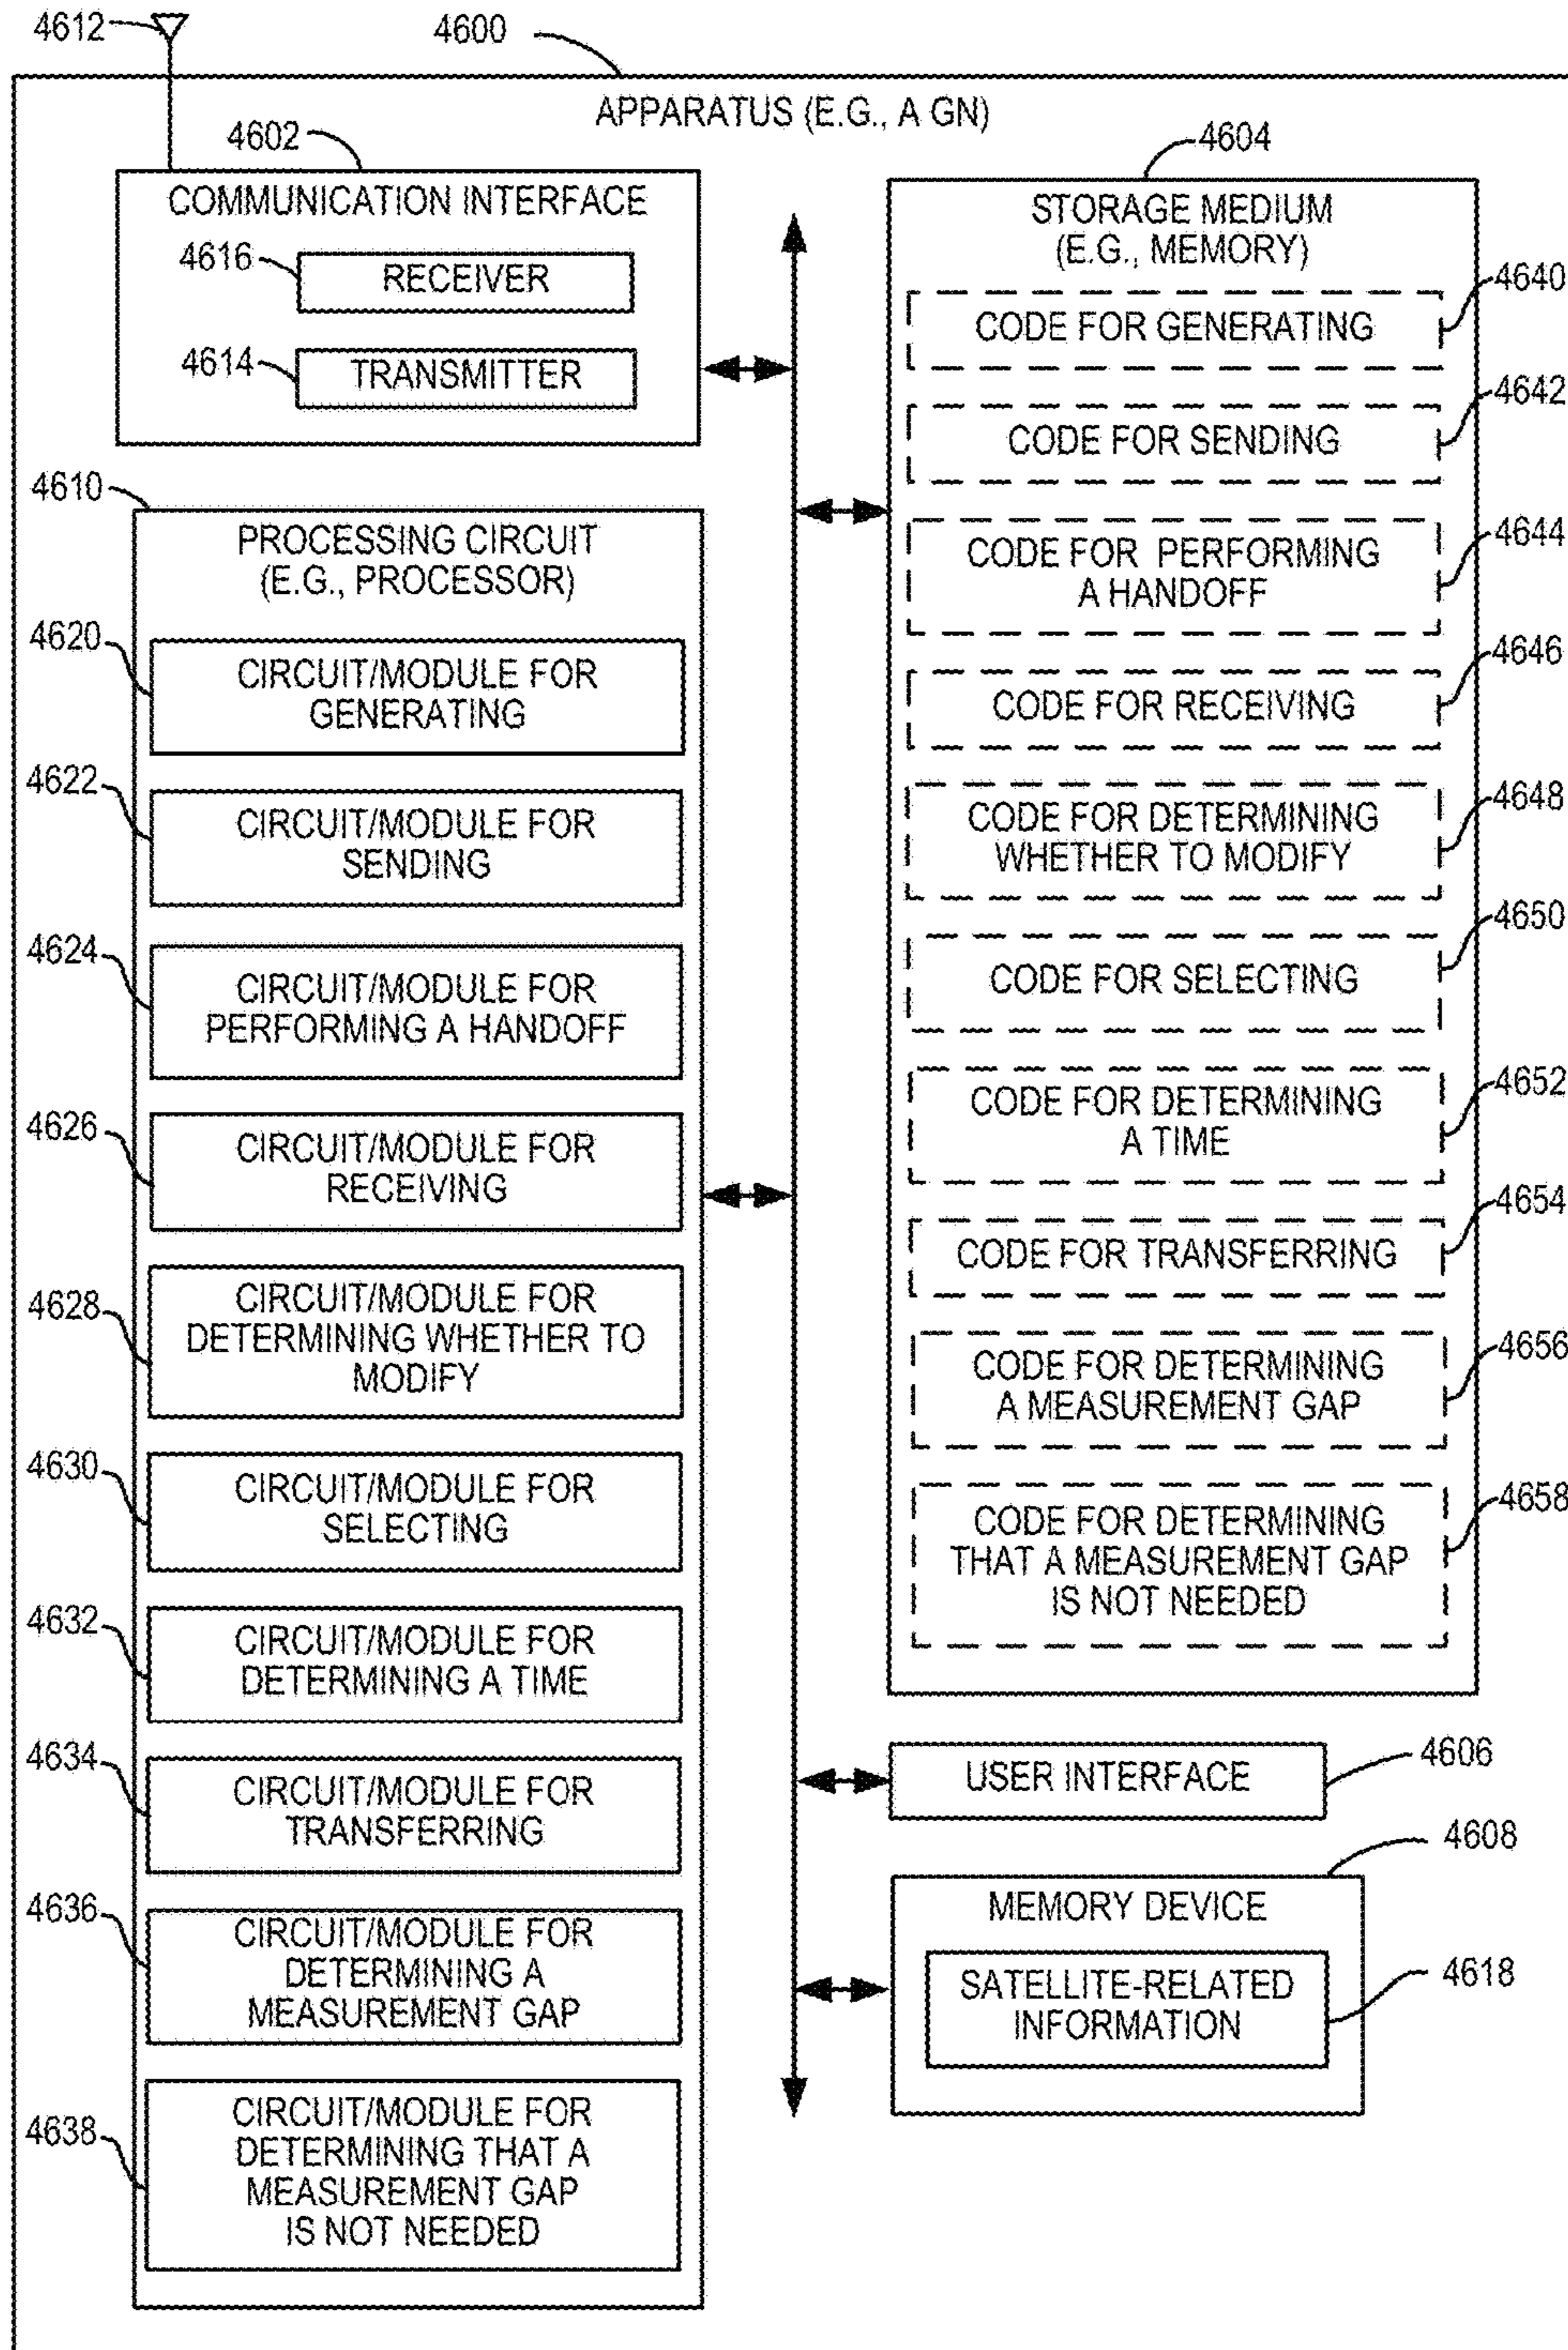 4612
4600
APPARATUS (E.G., A GN)
4602
COMMUNICATION INTERFACE
4616
RECEIVER
4614
TRANSMITTER
4610
PROCESSING CIRCUIT
(E.G., PROCESSOR)
4620
CIRCUIT/MODULE FOR
GENERATING
4622
CIRCUIT/MODULE FOR
SENDING
4624
CIRCUIT/MODULE FOR
PERFORMING A HANDOFF
4626
CIRCUIT/MODULE FOR
RECEIVING
4628
CIRCUIT/MODULE FOR
DETERMINING WHETHER TO
MODIFY
4630
CIRCUIT/MODULE FOR
SELECTING
4632
CIRCUIT/MODULE FOR
DETERMINING A TIME
4634
CIRCUIT/MODULE FOR
TRANSFERRING
4636
CIRCUIT/MODULE FOR
DETERMINING A
MEASUREMENT GAP
4638
CIRCUIT/MODULE FOR
DETERMINING THAT A
MEASUREMENT GAP
IS NOT NEEDED
4604
STORAGE MEDIUM
(E.G., MEMORY)
4640
CODE FOR GENERATING
4642
CODE FOR SENDING
4644
CODE FOR PERFORMING
A HANDOFF
4646
CODE FOR RECEIVING
4648
CODE FOR DETERMINING
WHETHER TO MODIFY
4650
CODE FOR SELECTING
4652
CODE FOR DETERMINING
A TIME
4654
CODE FOR TRANSFERRING
4656
CODE FOR DETERMINING
A MEASUREMENT GAP
4658
CODE FOR DETERMINING
THAT A MEASUREMENT GAP
IS NOT NEEDED
4606
USER INTERFACE
4608
MEMORY DEVICE
4618
SATELLITE-RELATED
INFORMATION